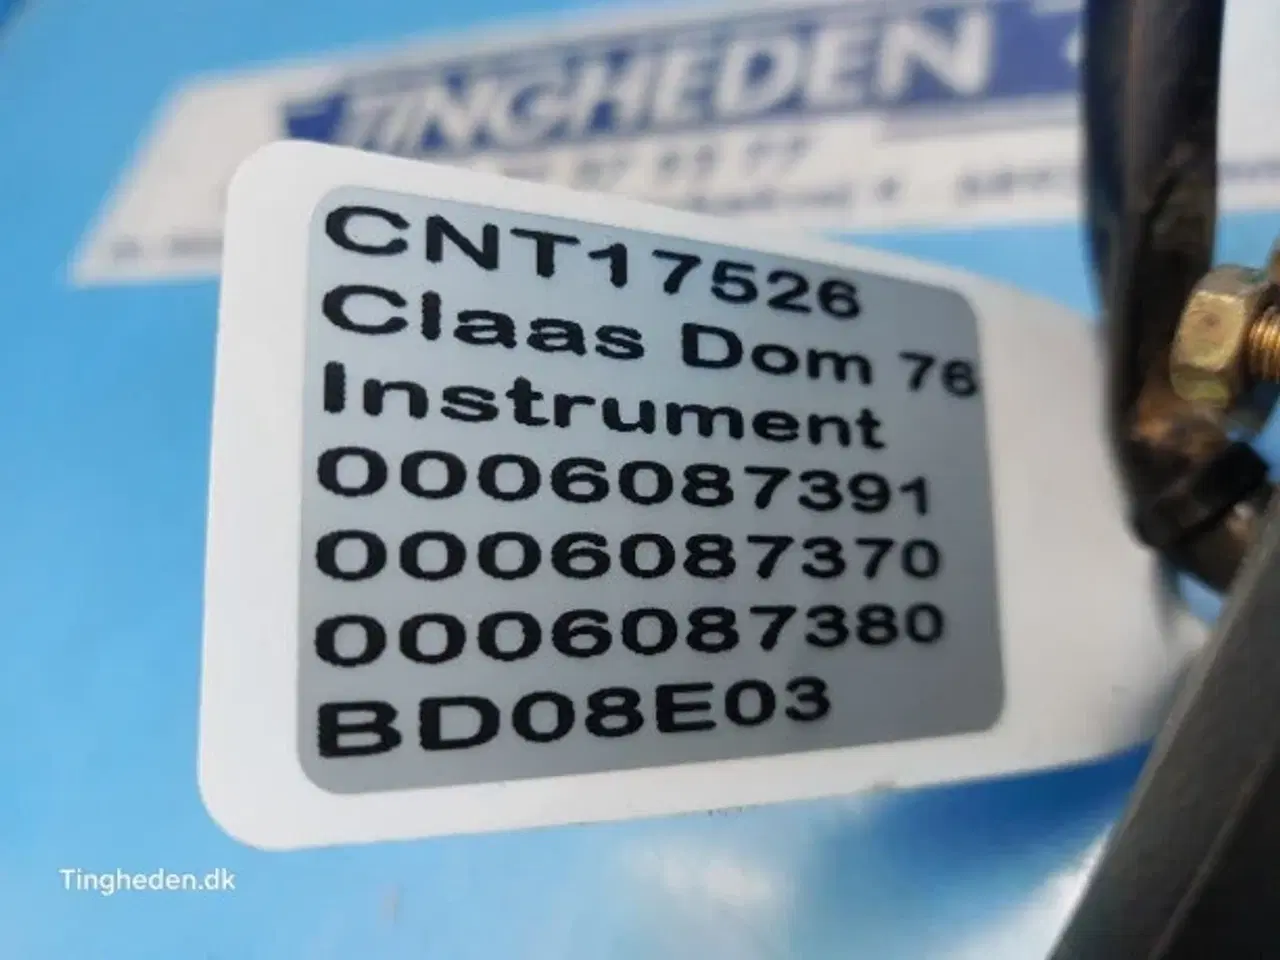 TINGHEDEN
CNT17526
Claas Dom 76
Instrument
0006087391
0006087370
0006087380
BD08E03
Tingheden.dk